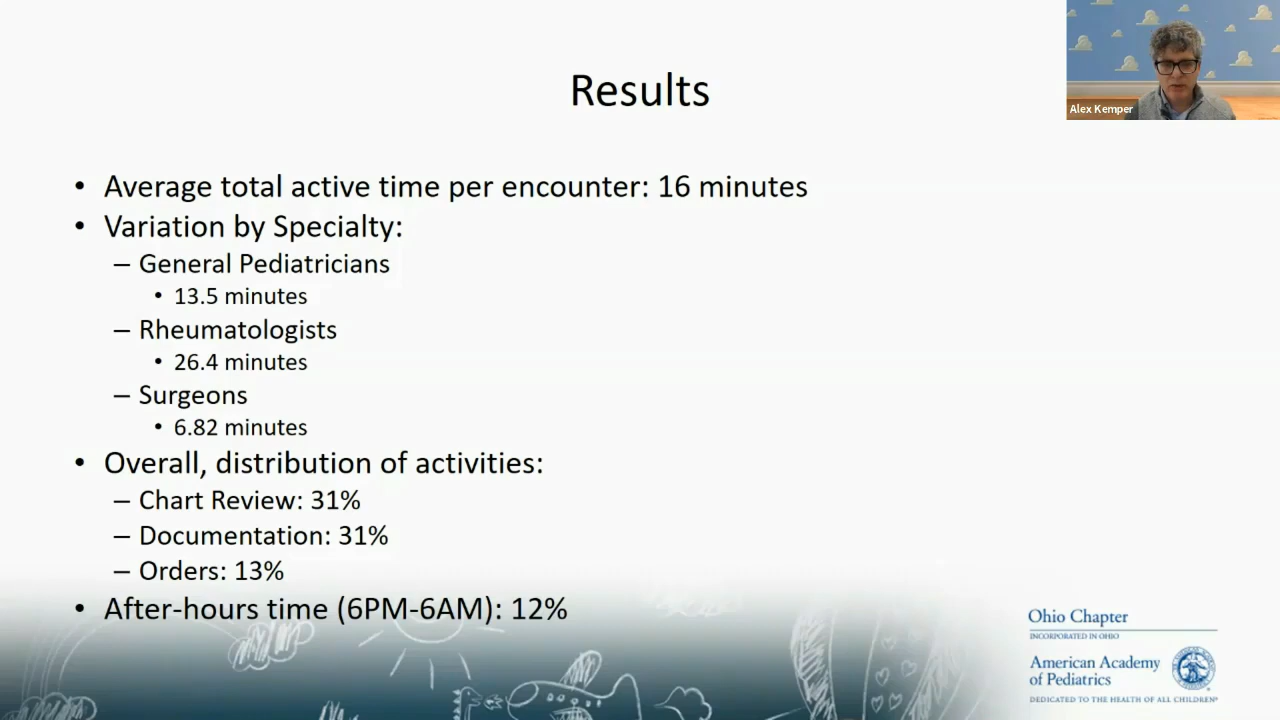 Alex Kemper
Results
• Average total active time per encounter: 16 minutes
• Variation by Specialty:
– General Pediatricians
• 13.5 minutes
– Rheumatologists
• 26.4 minutes
– Surgeons
• 6.82 minutes
• Overall, distribution of activities:
– Chart Review: 31%
– Documentation: 31%
– Orders: 13%
• After-hours time (6PM-6AM): 12%
Ohio Chapter
INCORPORATED IN OHIO
American Academy
of Pediatrics
DEDICATED TO THE HEALTH OF ALL CHILDREN®